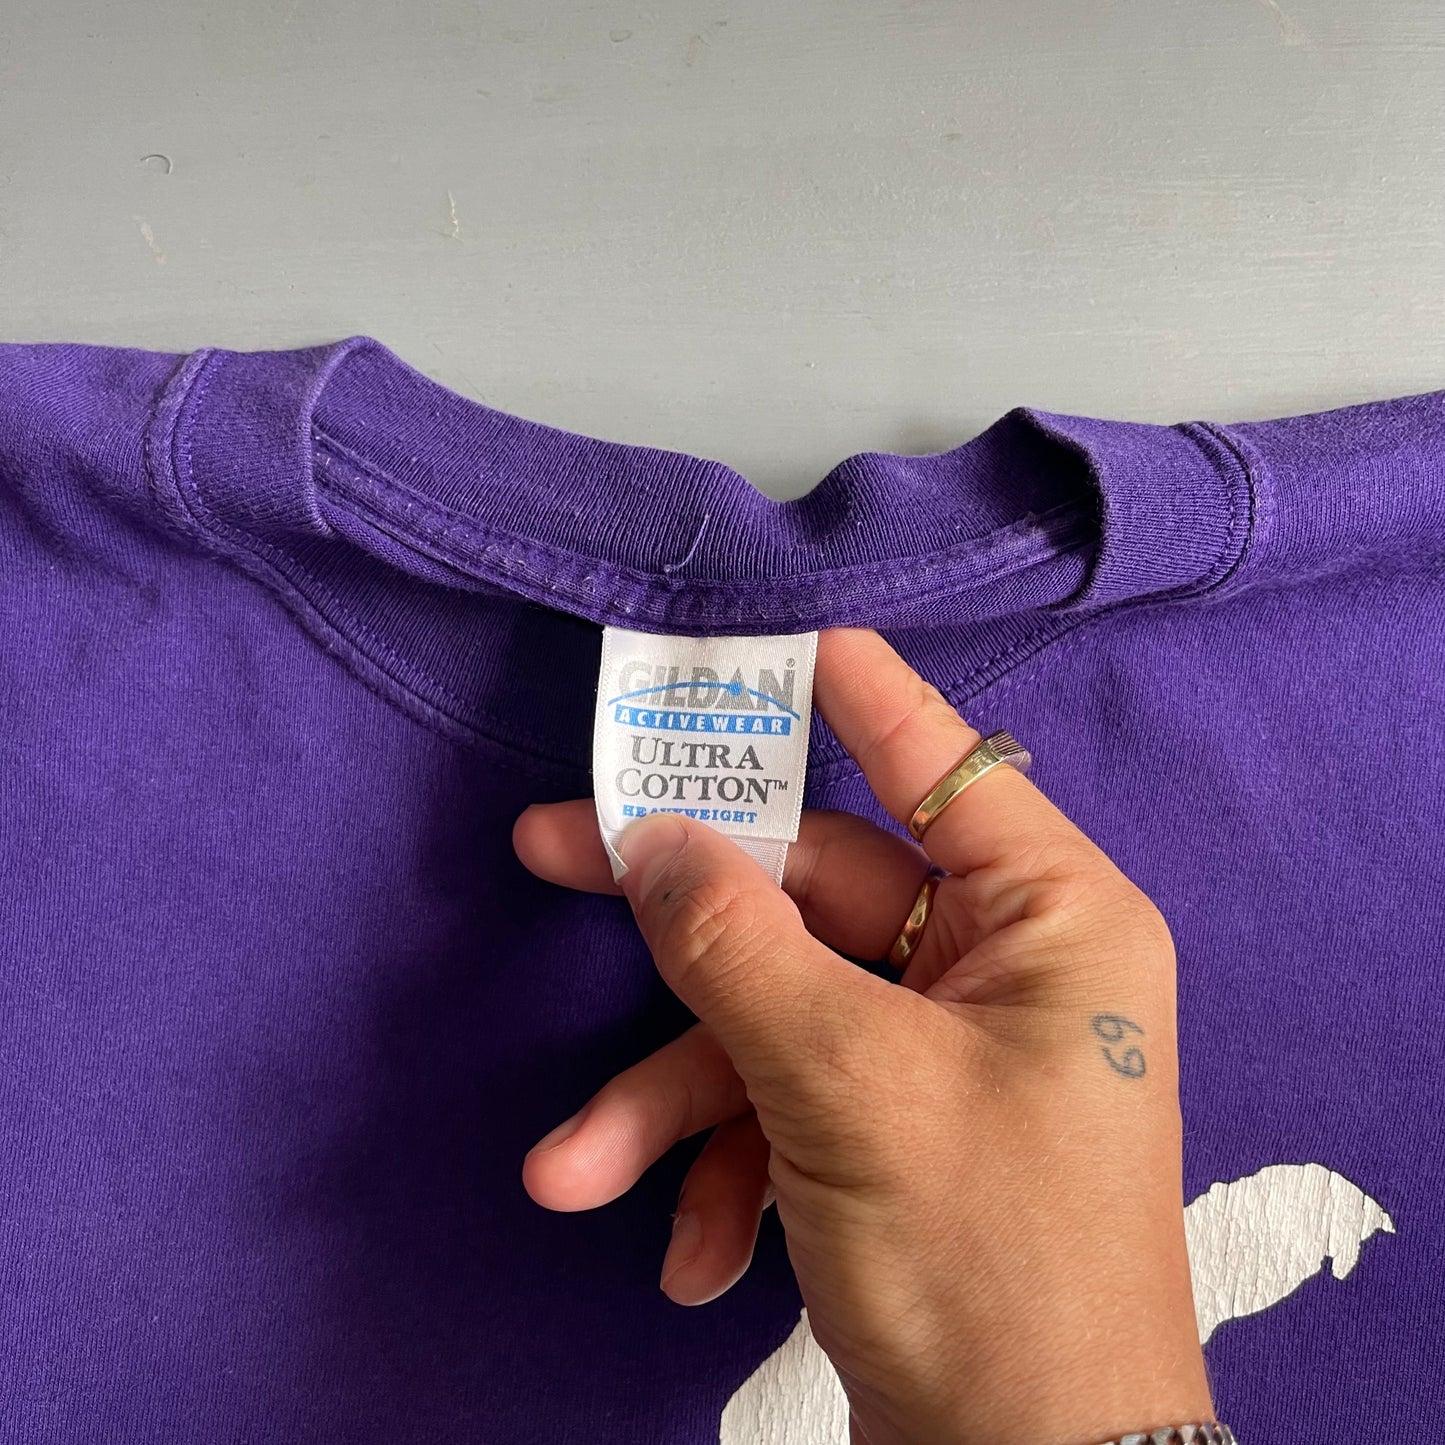 GILDAN®
ACTIVEWEAR
ULTRA
COTTON™
HEAVYWEIGHT
69